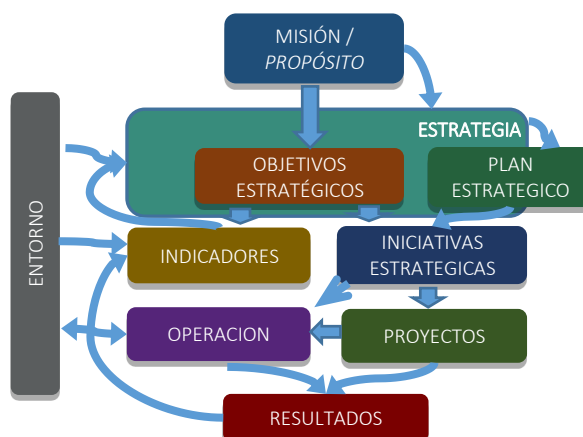 MISIÓN /
PROPÓSITO
ESTRATEGIA
OBJETIVOS
ESTRATÉGICOS
PLAN
ESTRATEGICO
ENTORNO
INDICADORES
INICIATIVAS
ESTRATEGICAS
OPERACION
PROYECTOS
RESULTADOS